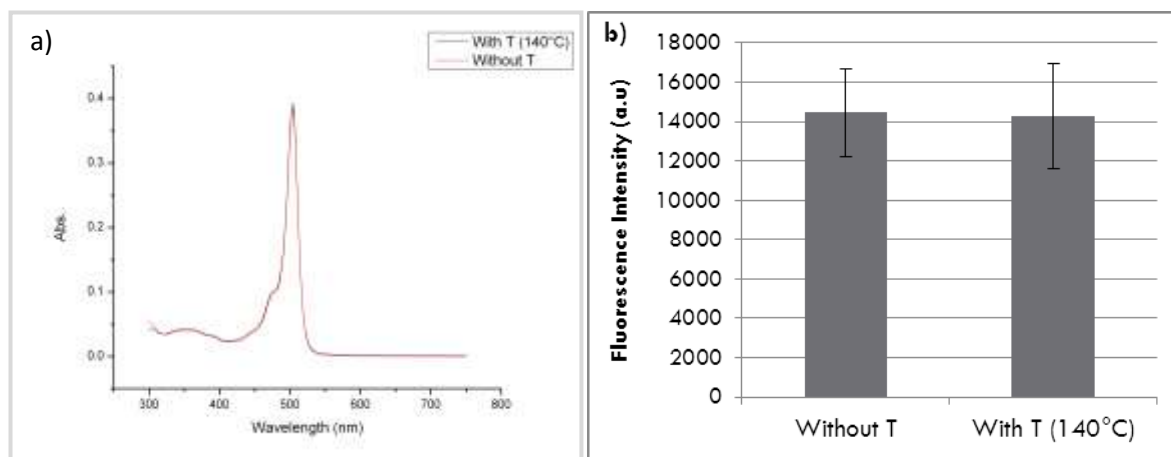 a)
With T (140°C)
Without T
0.4
0.3
0.2
0.1
0.0
Abs.
300 400 500 600 700 800
Wavelength (nm)
b)
18000
16000
14000
12000
10000
8000
6000
4000
2000
0
Fluorescence Intensity (a.u)
Without T With T (140°C)